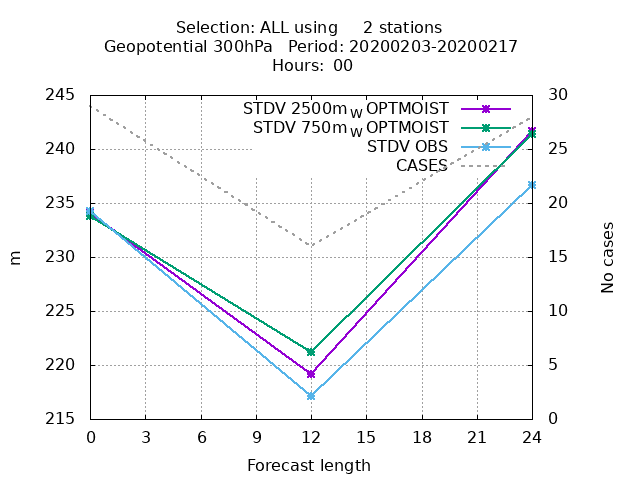 Selection: ALL using     2 stations
Geopotential 300hPa   Period: 20200203-20200217
Hours:  00
STDV 2500m_W OPTMOIST
STDV 750m_W OPTMOIST
STDV OBS
CASES
245
240
235
230
225
220
215
m
30
25
20
15
10
5
0
No cases
0 3 6 9 12 15 18 21 24
Forecast length